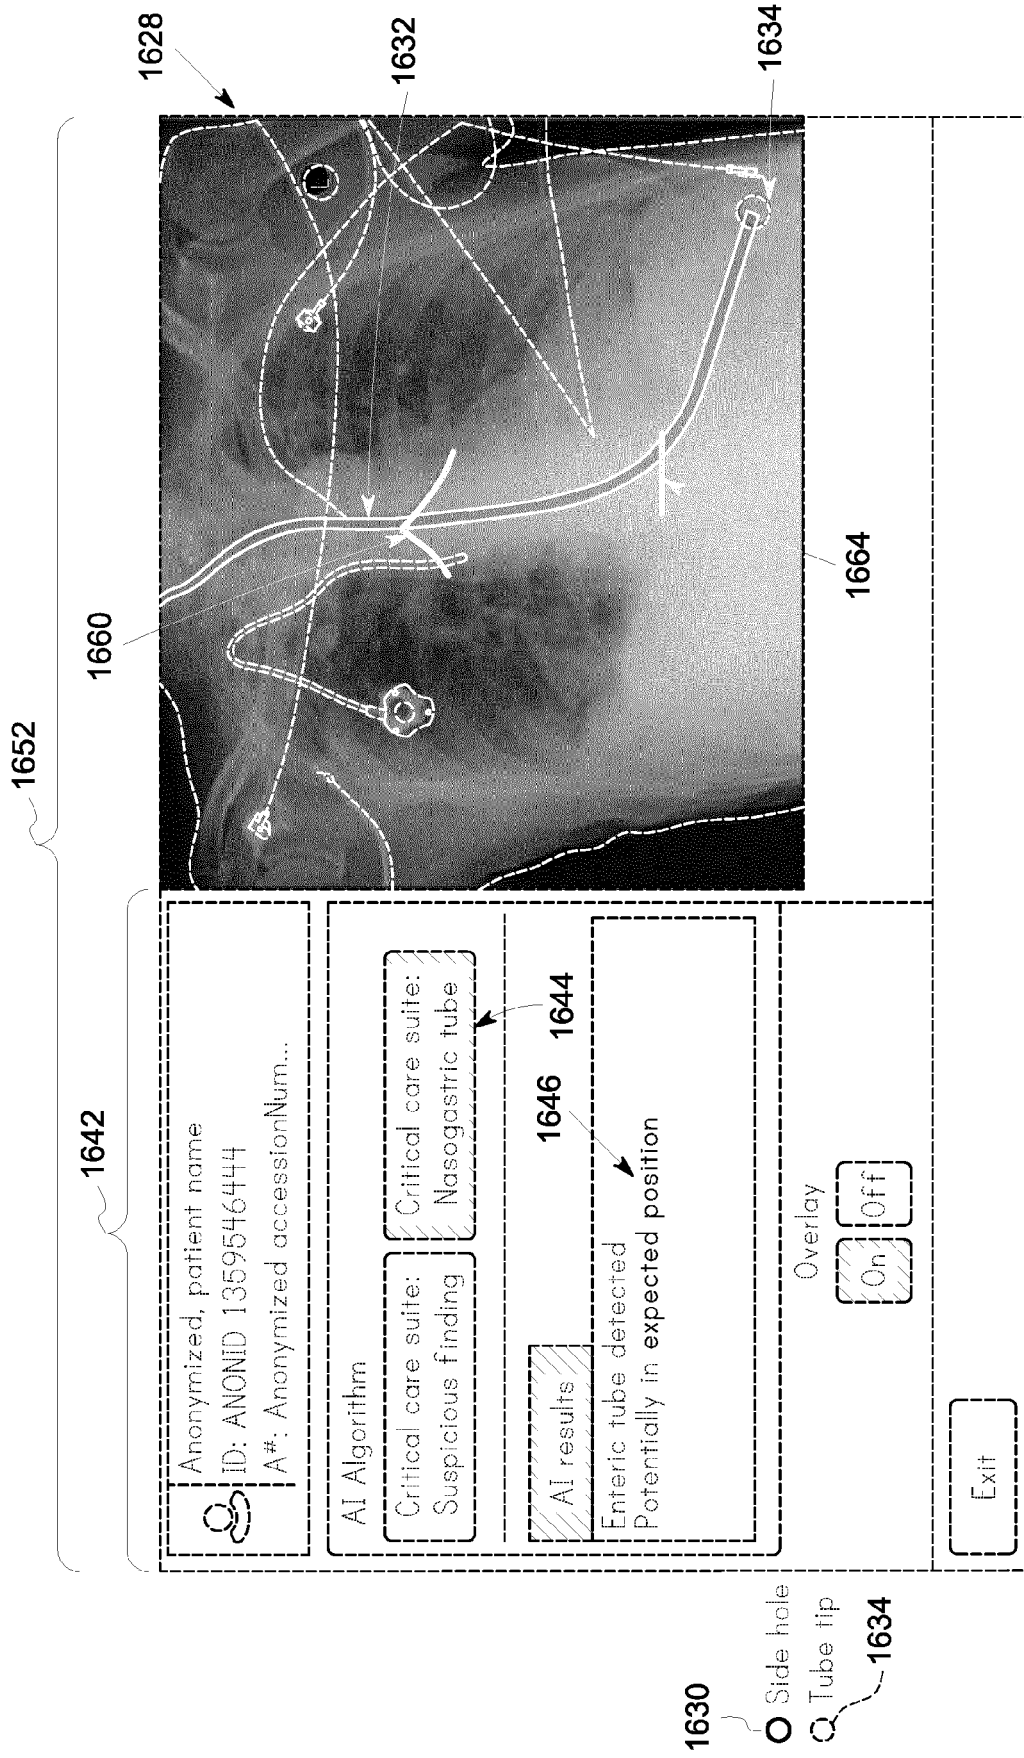 1652
1642
1628
1660
1632
Anonymized, patient name
ID: ANONID 1359546444
A#: Anonymized accessionNum...
AI Algorithm
Critical care suite:
Suspicious finding
Critical care suite:
Nasogastric tube
1644
AI results
1646
Enteric tube detected
Potentially in expected position
1634
1664
Overlay
On
Off
Exit
1630
Side hole
Tube tip
1634